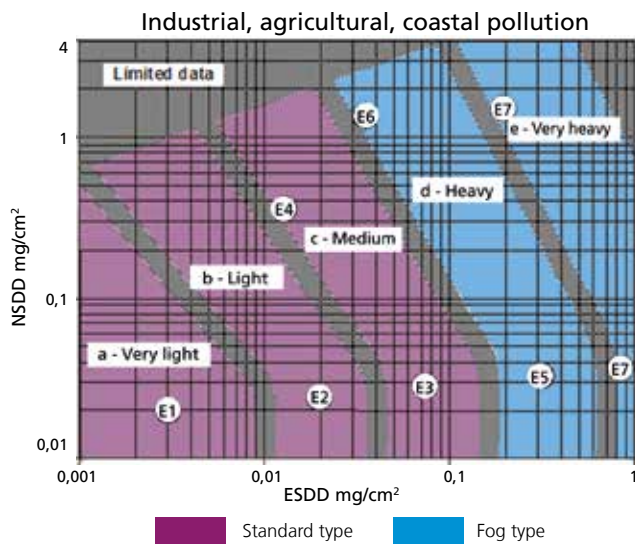 Industrial, agricultural, coastal pollution
4
Limited data
E6
E7
1
e - Very heavy
d - Heavy
E4
c - Medium
NSDD mg/cm²
b - Light
0,1
a - Very light
E7
E5
E3
E2
E1
0,01
0,001
0,01
0,1
1
ESDD mg/cm²
Standard type
Fog type